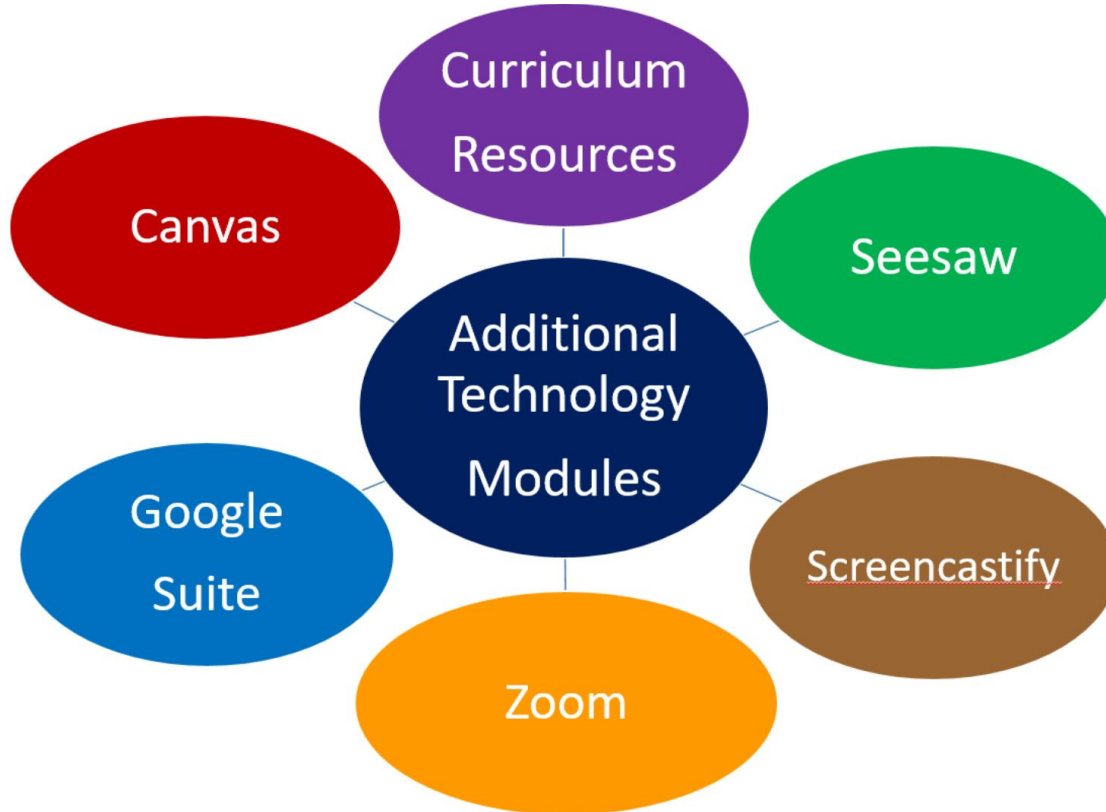 Curriculum
Resources
Canvas
Seesaw
Additional
Technology
Modules
Google
Suite
Screencastify
Zoom